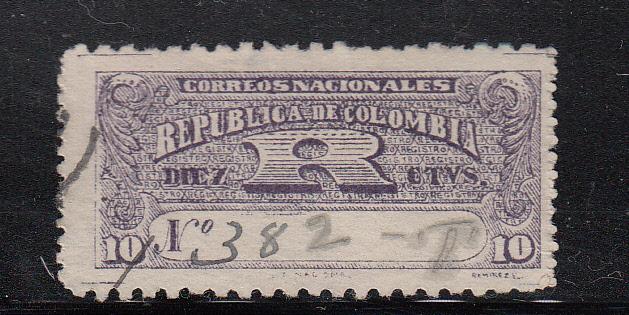 CORREOS NACIONALES
REPUBLICA DE COLOMBIA
DIEZ R CTVS.
10 No 382 10